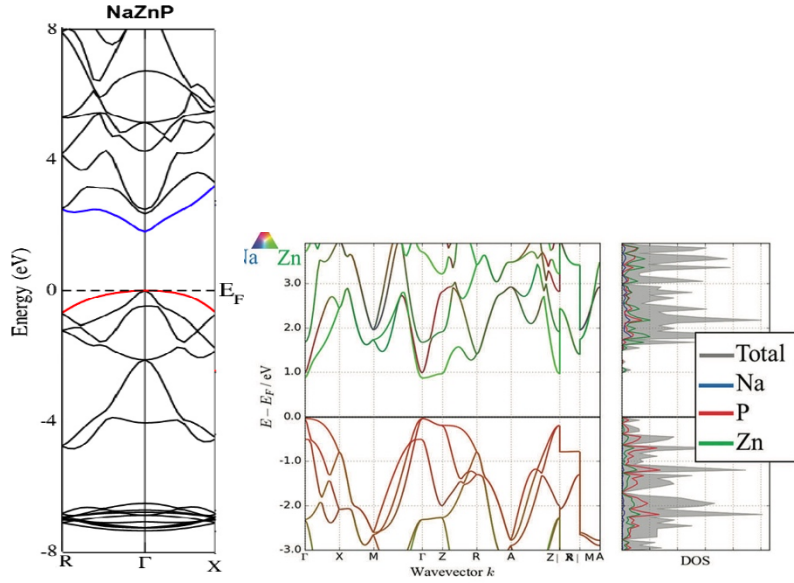 NaZnP
8
4
0
-4
-8
Energy (eV)
E_F
R Γ X
Na Zn
3.0
2.0
1.0
0.0
-1.0
-2.0
-3.0
E − E_F / eV
Γ X M Γ Z R A Z| X R| M A
Wavevector k
Total
Na
P
Zn
DOS